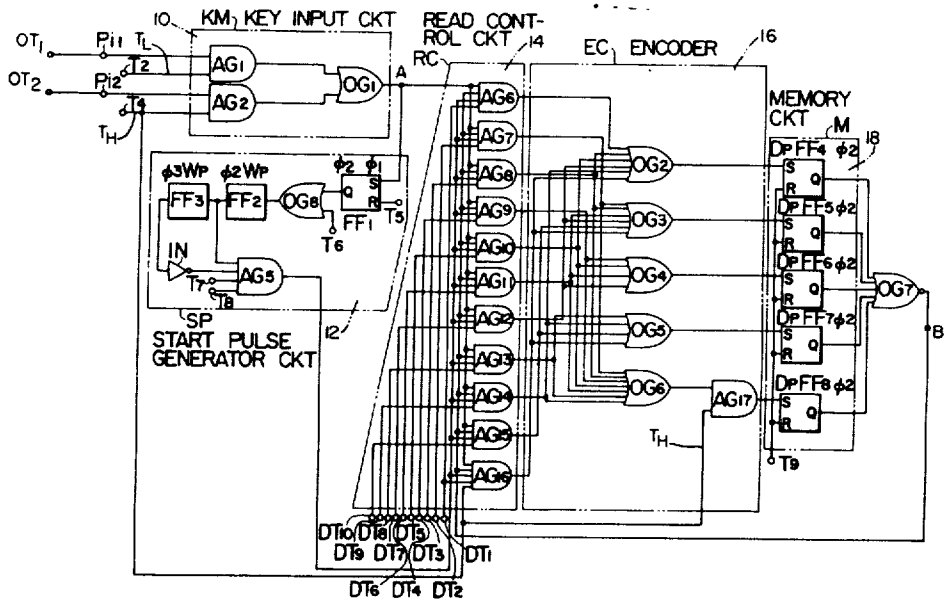 10
KM KEY INPUT CKT
READ CONTROL CKT
14
RC
EC ENCODER
16
OT1
Pi1
TL
T2
AG1
OT2
Pi2
T4
TH
AG2
OG1
A
MEMORY CKT
M
18
φ3WP
φ2WP
φ2
φ1
FF3
FF2
OG8
Q
S
R
FF1
T5
T6
IN
T7
T8
AG5
SP
START PULSE GENERATOR CKT
12
AG6
AG7
AG8
AG9
AG10
AG11
AG12
AG13
AG14
AG15
AG16
OG2
OG3
OG4
OG5
OG6
AG17
TH
DP FF4 φ2
S
R
Q
DP FF5 φ2
S
R
Q
DP FF6 φ2
S
R
Q
DP FF7 φ2
S
R
Q
DP FF8 φ2
S
R
Q
OG7
B
T9
DT10
DT8
DT5
DT1
DT9
DT7
DT3
DT6
DT4
DT2